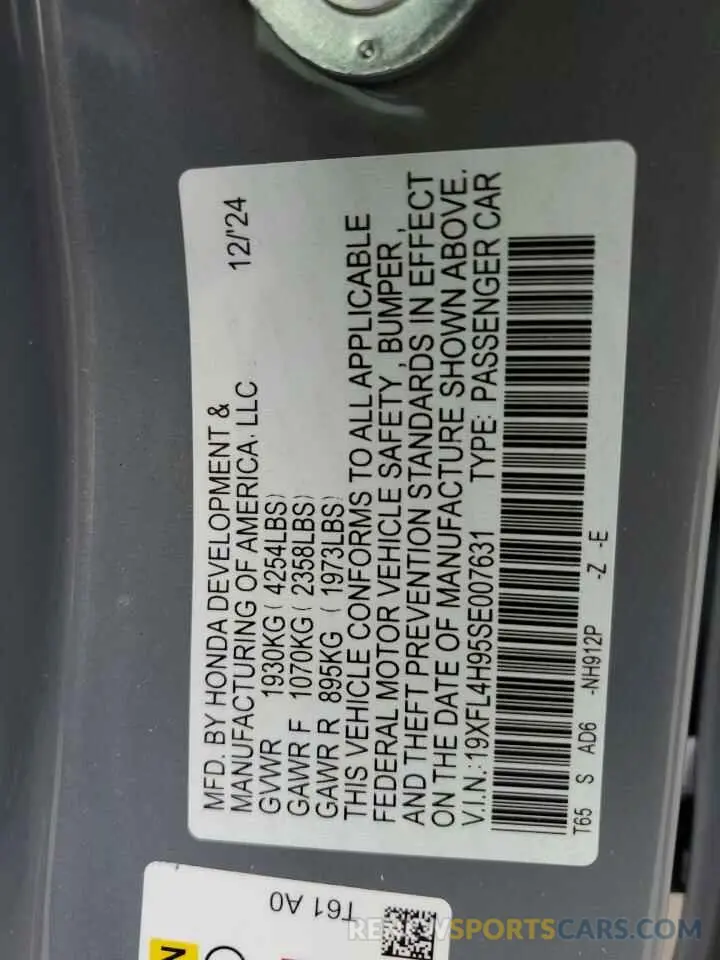 MFD. BY HONDA DEVELOPMENT &
MANUFACTURING OF AMERICA, LLC 12/'24
GVWR 1930KG ( 4254LBS)
GAWR F 1070KG ( 2358LBS)
GAWR R 895KG ( 1973LBS)
THIS VEHICLE CONFORMS TO ALL APPLICABLE
FEDERAL MOTOR VEHICLE SAFETY , BUMPER ,
AND THEFT PREVENTION STANDARDS IN EFFECT
ON THE DATE OF MANUFACTURE SHOWN ABOVE.
V.I.N.: 19XFL4H95SE007631 TYPE: PASSENGER CAR
T65 S AD6 -NH912P -Z -E
T61 A0
RENEWSPORTSCARS.COM